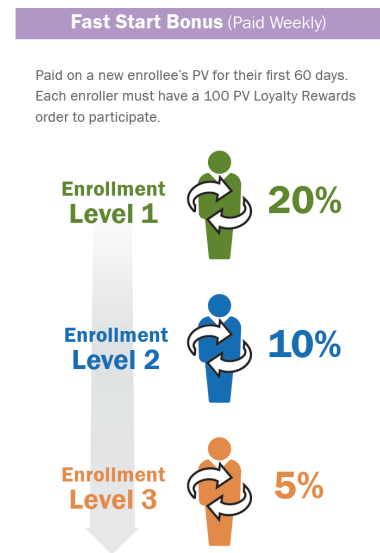 Fast Start Bonus (Paid Weekly)
Paid on a new enrollee's PV for their first 60 days.
Each enroller must have a 100 PV Loyalty Rewards
order to participate.
Enrollment
Level 1
20%
Enrollment
Level 2
10%
Enrollment
Level 3
5%